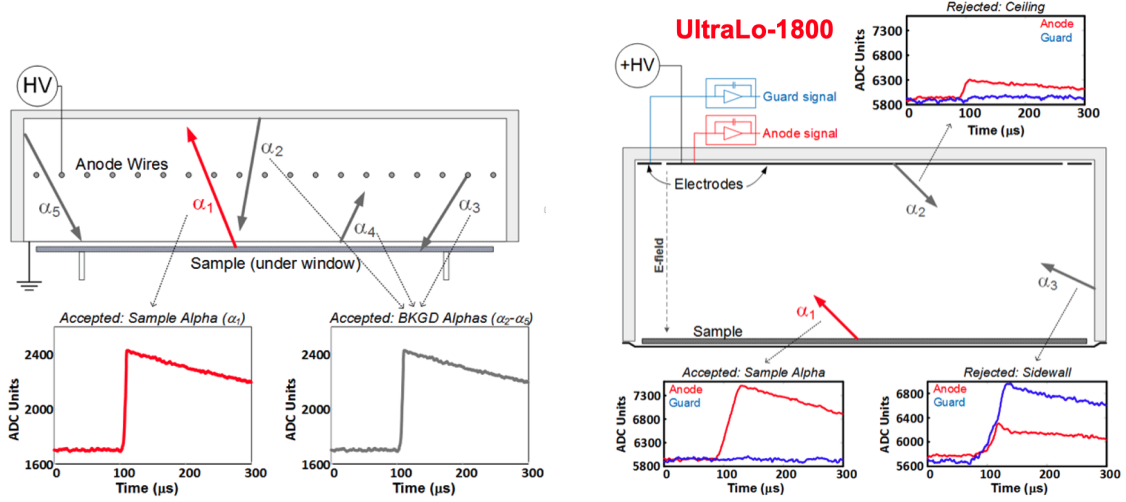 HV
Anode Wires
α5
α1
α2
α4
α3
Sample (under window)
Accepted: Sample Alpha (α1)
ADC Units
2400
2000
1600
0
100
200
300
Time (μs)
Accepted: BKGD Alphas (α2-α5)
ADC Units
2400
2000
1600
0
100
200
300
Time (μs)
UltraLo-1800
+HV
Guard signal
Anode signal
Electrodes
E-field
α2
α3
α1
Sample
Rejected: Ceiling
Anode
Guard
ADC Units
7300
6300
5800
0
100
200
300
Time (μs)
Accepted: Sample Alpha
Anode
Guard
ADC Units
7300
6800
6300
5800
0
100
200
300
Time (μs)
Rejected: Sidewall
Anode
Guard
ADC Units
6800
6400
6000
5600
0
100
200
300
Time (μs)